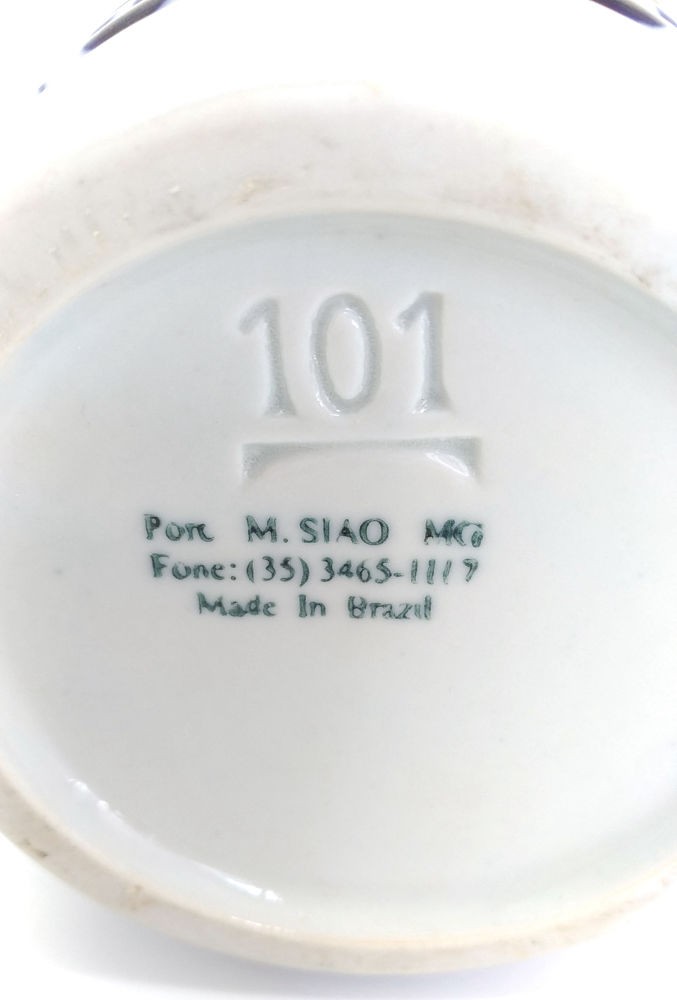 101
Porc M. SIAO MG
Fone: (35) 3465-1117
Made In Brazil